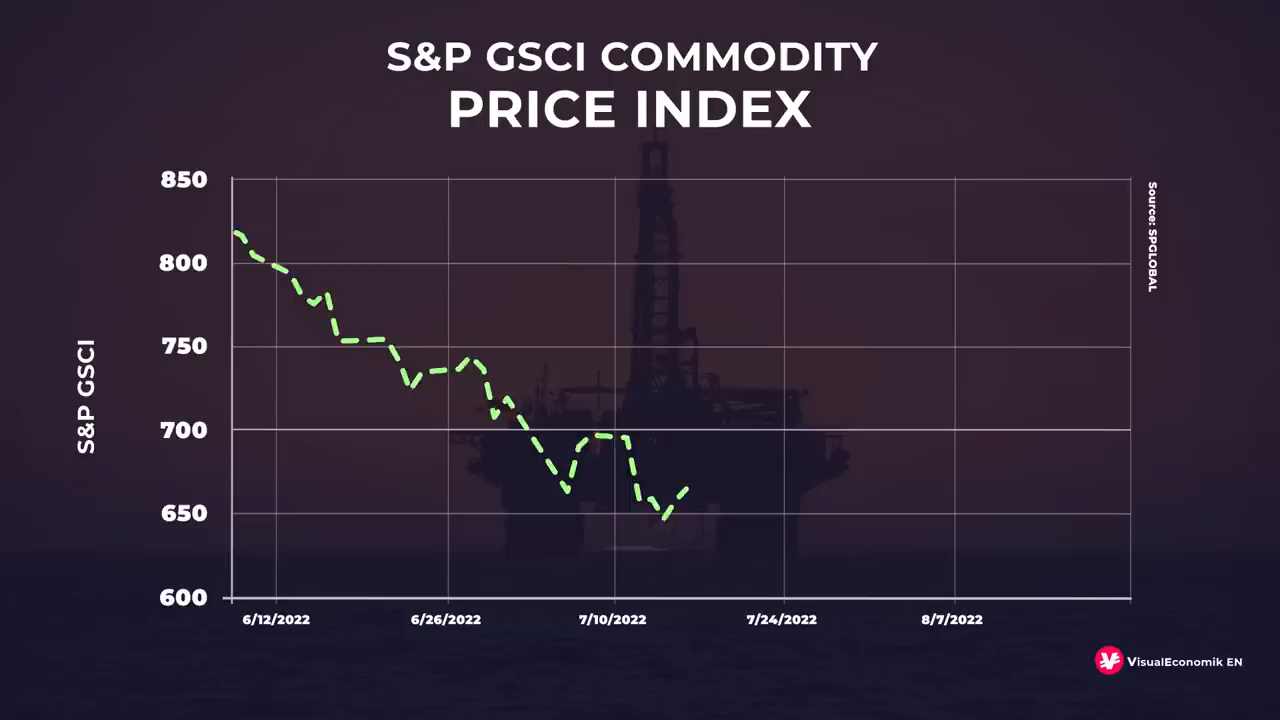 S&P GSCI COMMODITY
PRICE INDEX
Source: SPGLOBAL
S&P GSCI
850
800
750
700
650
600
6/12/2022
6/26/2022
7/10/2022
7/24/2022
8/7/2022
VisualEconomik EN